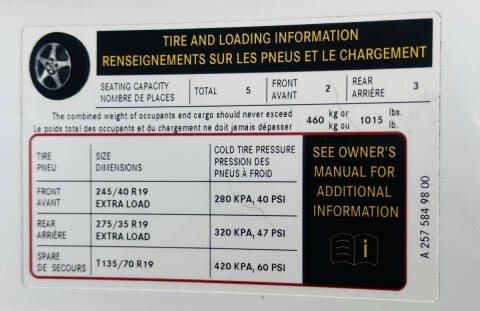 TIRE AND LOADING INFORMATION
RENSEIGNEMENTS SUR LES PNEUS ET LE CHARGEMENT
SEATING CAPACITY
NOMBRE DE PLACES
TOTAL 5
FRONT
AVANT
2
REAR
ARRIÈRE
3
The combined weight of occupants and cargo should never exceed
Le poids total des occupants et du chargement ne doit jamais dépasser
460 kg or
kg ou
1015 lbs.
lb.
TIRE
PNEU
SIZE
DIMENSIONS
COLD TIRE PRESSURE
PRESSION DES
PNEUS À FROID
FRONT
AVANT
245/40 R19
EXTRA LOAD
280 KPA, 40 PSI
REAR
ARRIÈRE
275/35 R19
EXTRA LOAD
320 KPA, 47 PSI
SPARE
DE SECOURS
T135/70 R19
420 KPA, 60 PSI
SEE OWNER'S
MANUAL FOR
ADDITIONAL
INFORMATION
i
A 257 584 98 00